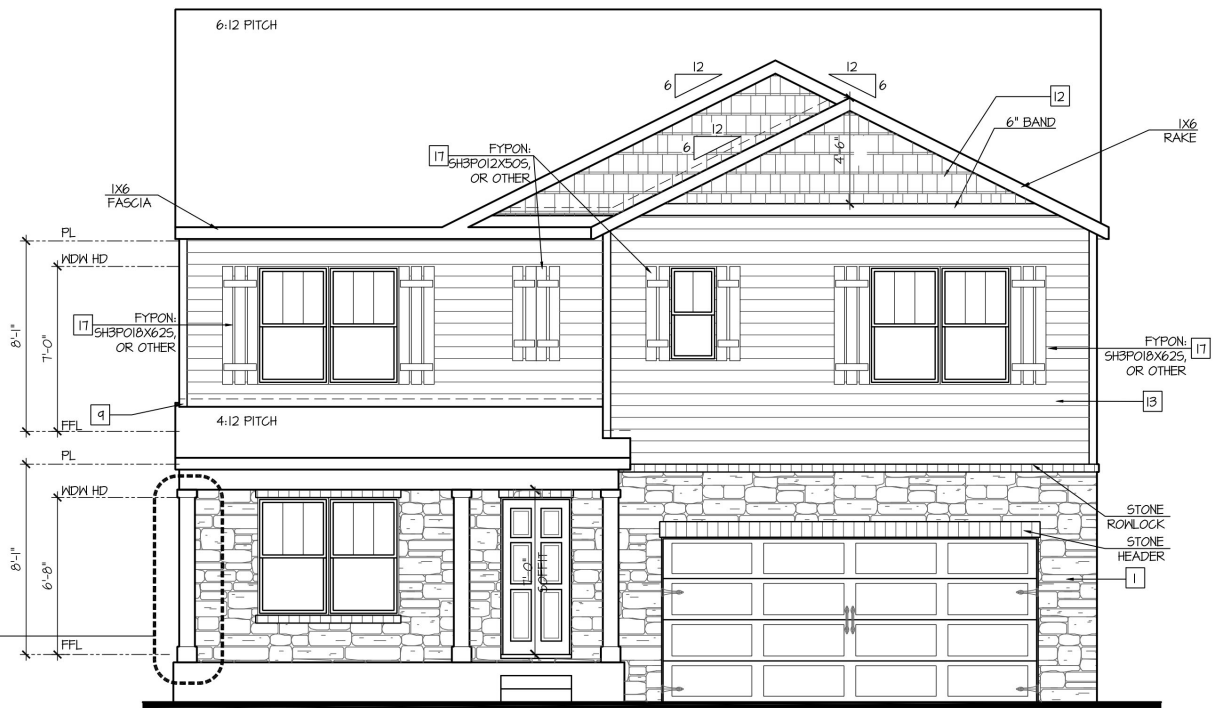 6:12 PITCH
12
6
12
6
12
6
12
6" BAND
1X6
RAKE
4'-6"
17
FYPON:
SH3P012X50S,
OR OTHER
1X6
FASCIA
PL
WDW HD
8'-1"
7'-0"
17
FYPON:
SH3P018X62S,
OR OTHER
FYPON:
SH3P018X62S,
OR OTHER
17
13
9
4:12 PITCH
FFL
PL
WDW HD
8'-1"
6'-8"
7'-0"
SOFFIT
STONE
ROWLOCK
STONE
HEADER
1
FFL